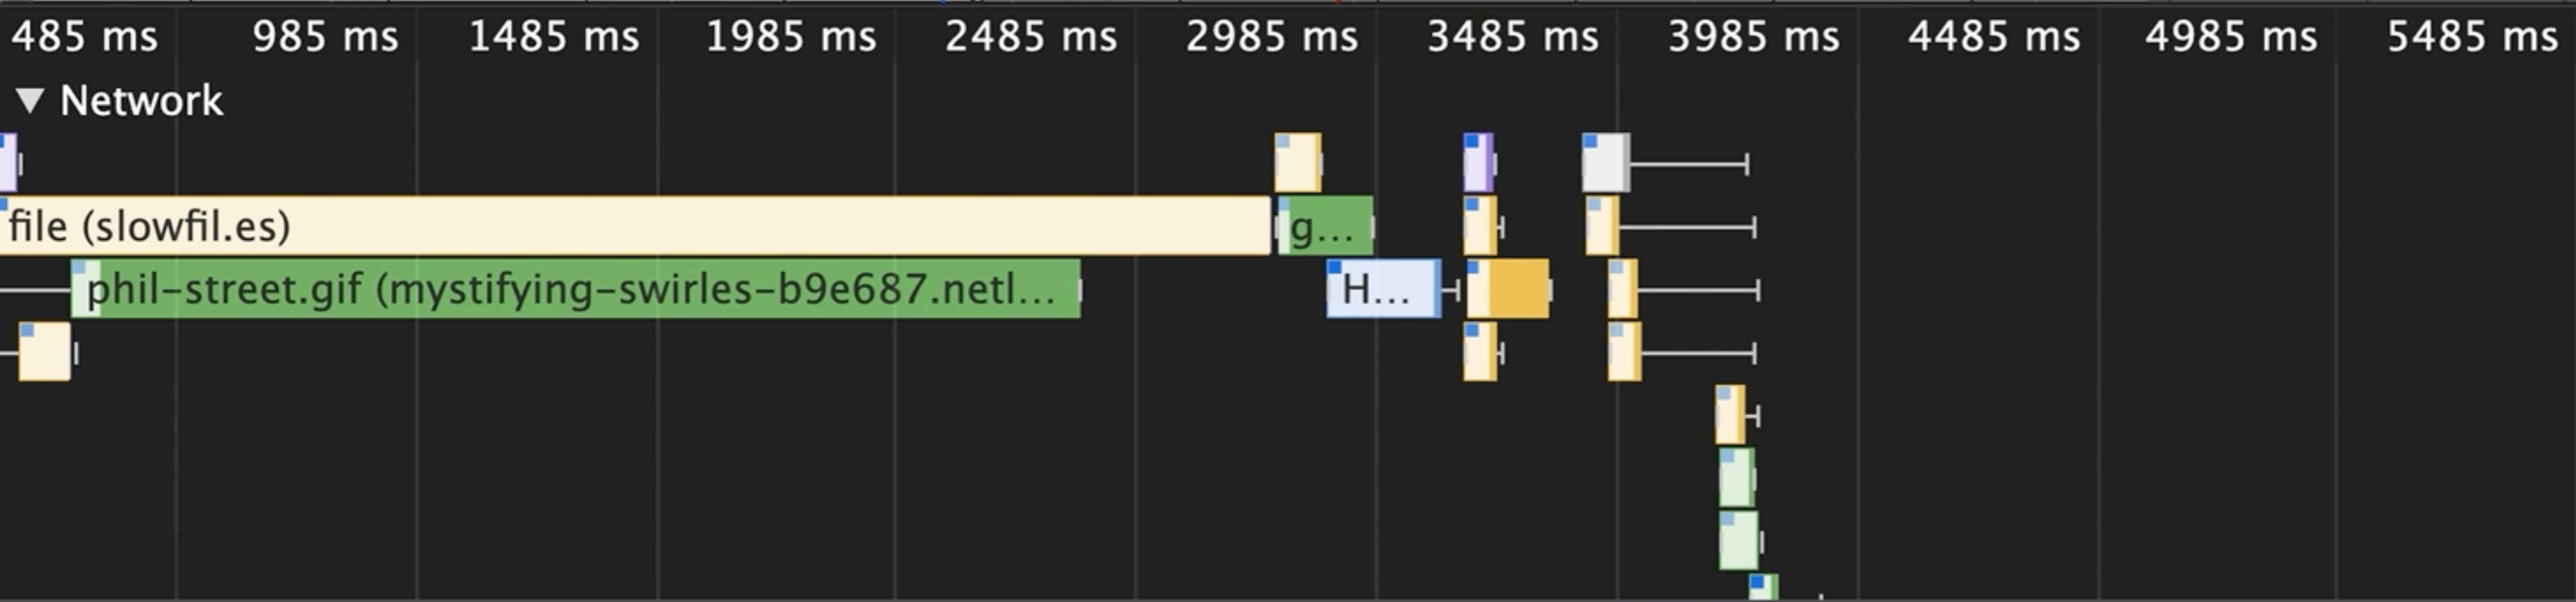 485 ms 985 ms 1485 ms 1985 ms 2485 ms 2985 ms 3485 ms 3985 ms 4485 ms 4985 ms 5485 ms
▼ Network
file (slowfil.es) g...
phil-street.gif (mystifying-swirles-b9e687.netl... H...